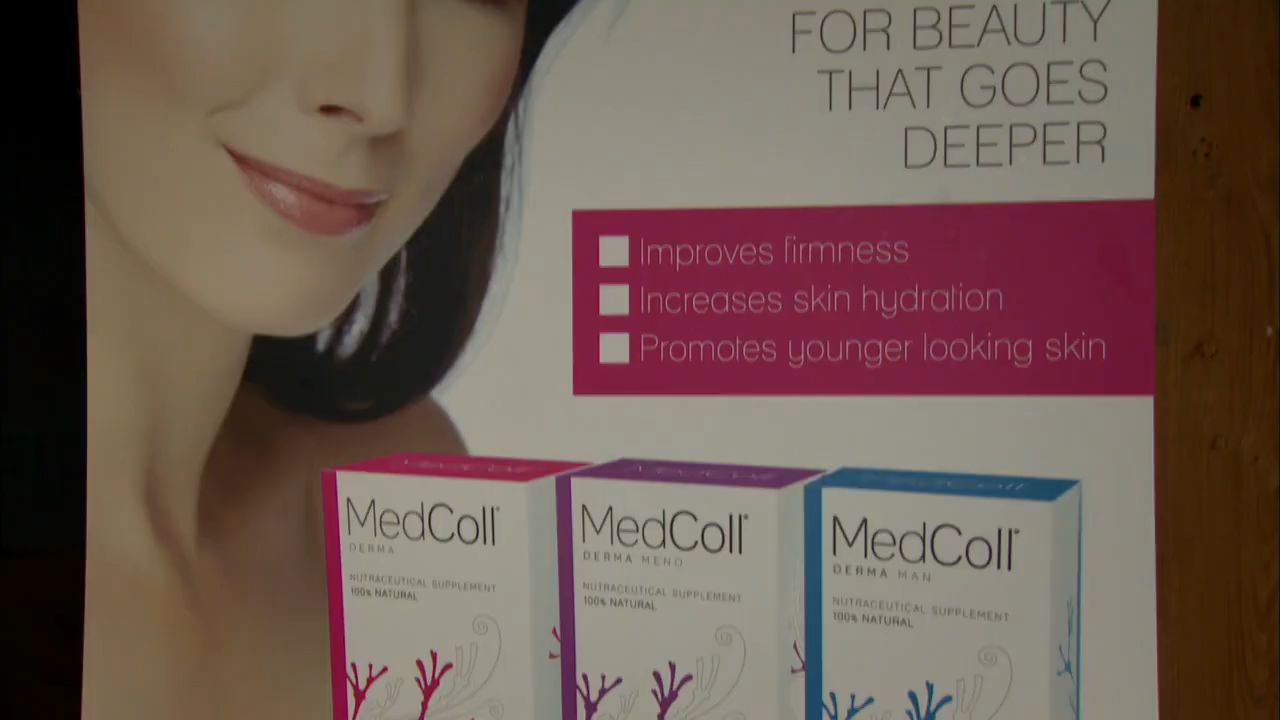 FOR BEAUTY
THAT GOES
DEEPER
Improves firmness
Increases skin hydration
Promotes younger looking skin
MedColl®
DERMA
NUTRACEUTICAL SUPPLEMENT
100% NATURAL
MedColl®
DERMA MENO
NUTRACEUTICAL SUPPLEMENT
100% NATURAL
MedColl®
DERMA MAN
NUTRACEUTICAL SUPPLEMENT
100% NATURAL